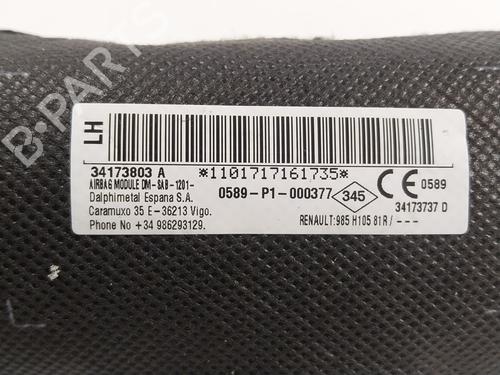 LH
34173803 A *1101717161735*
AIRBAG MODULE DM-SAB-1201-
Dalphimetal Espana S.A.
Caramuxo 35 E-36213 Vigo.
Phone No +34 986293129.
0589-P1-000377
345
CE 0589
34173737 D
RENAULT:985 H105 81R/---
B-PARTS